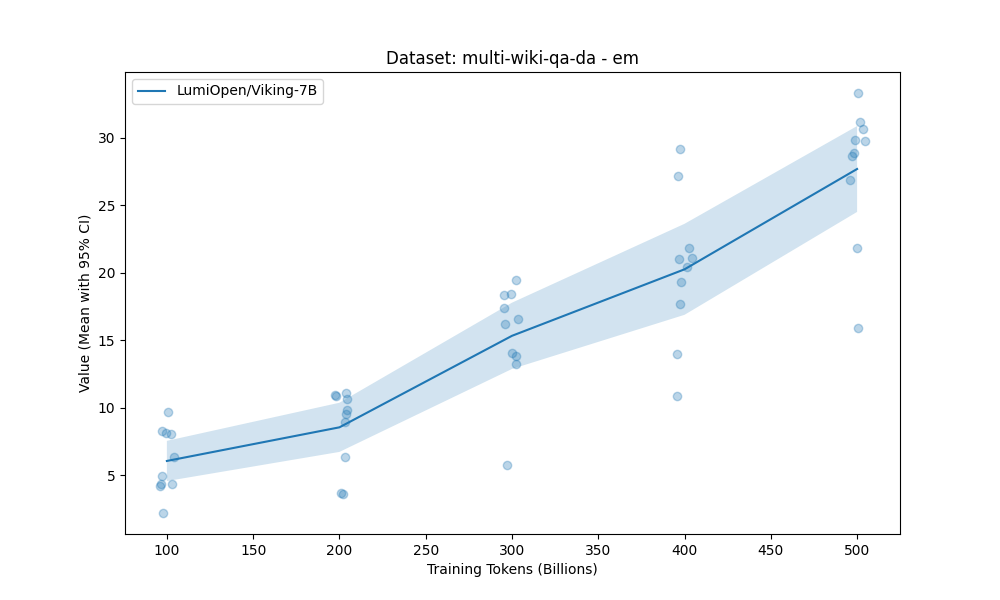 Dataset: multi-wiki-qa-da - em
LumiOpen/Viking-7B
Value (Mean with 95% CI)
30
25
20
15
10
5
100 150 200 250 300 350 400 450 500
Training Tokens (Billions)